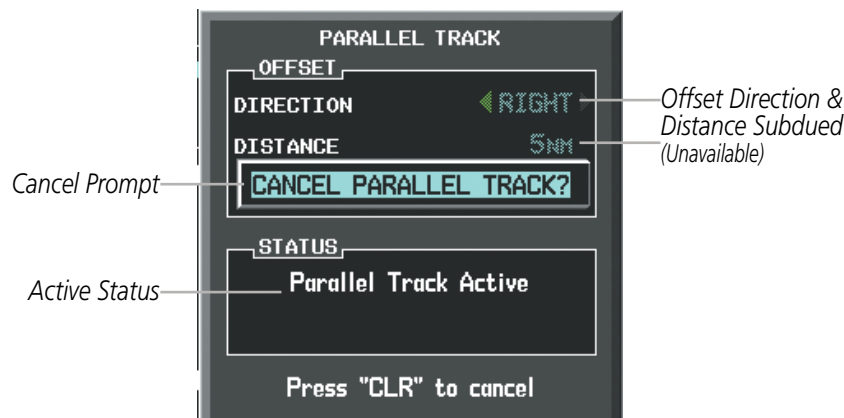 PARALLEL TRACK
OFFSET
DIRECTION RIGHT
Offset Direction &
Distance Subdued
(Unavailable)
DISTANCE 5NM
Cancel Prompt
CANCEL PARALLEL TRACK?
STATUS
Active Status
Parallel Track Active
Press "CLR" to cancel